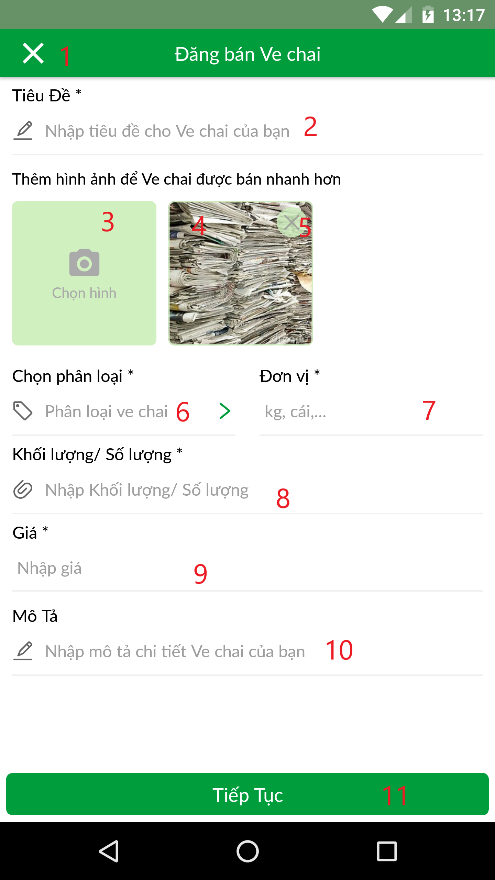 13:17
1 Đăng bán Ve chai
Tiêu Đề *
Nhập tiêu đề cho Ve chai của bạn 2
Thêm hình ảnh để Ve chai được bán nhanh hơn
3 4 5
Chọn hình
Chọn phân loại * Đơn vị *
Phân loại ve chai 6 kg, cái,... 7
Khối lượng/ Số lượng *
Nhập Khối lượng/ Số lượng 8
Giá *
Nhập giá 9
Mô Tả
Nhập mô tả chi tiết Ve chai của bạn 10
Tiếp Tục 11